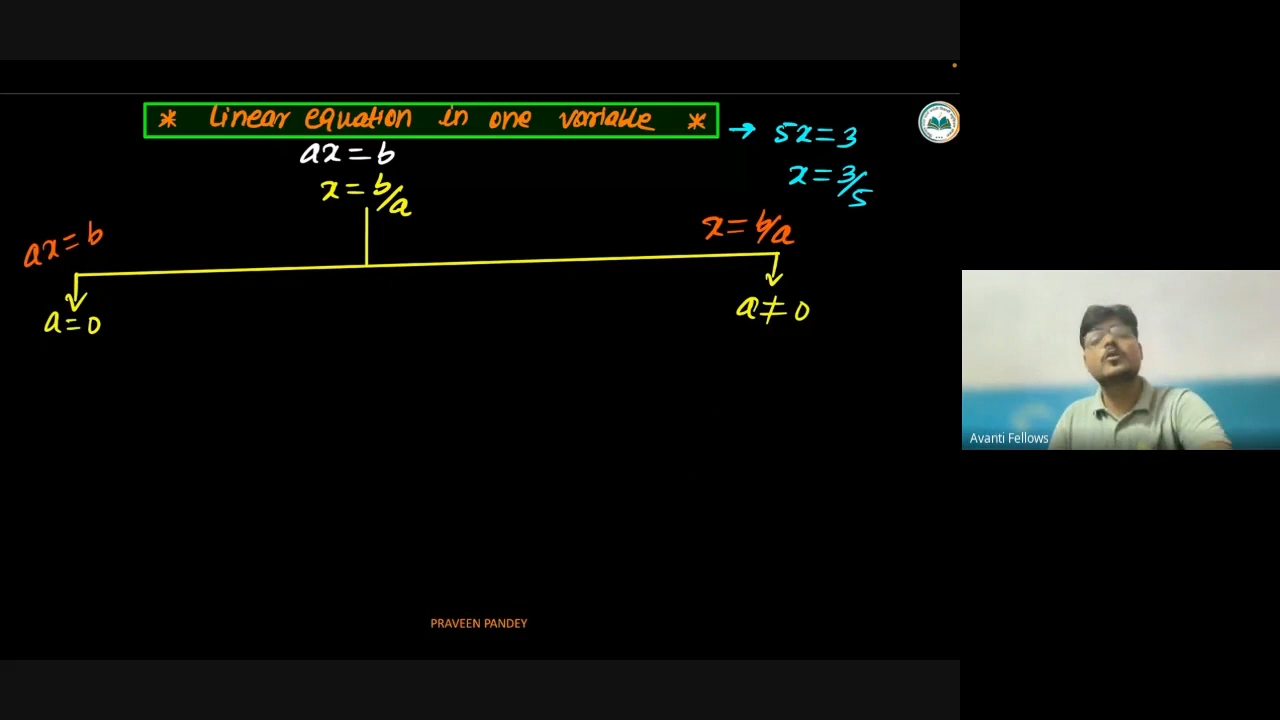 * Linear equation in one variable *
→ 5x = 3
ax = b
x = 3/5
x = b/a
ax = b
x = b/a
a = 0
a ≠ 0
Avanti Fellows
PRAVEEN PANDEY